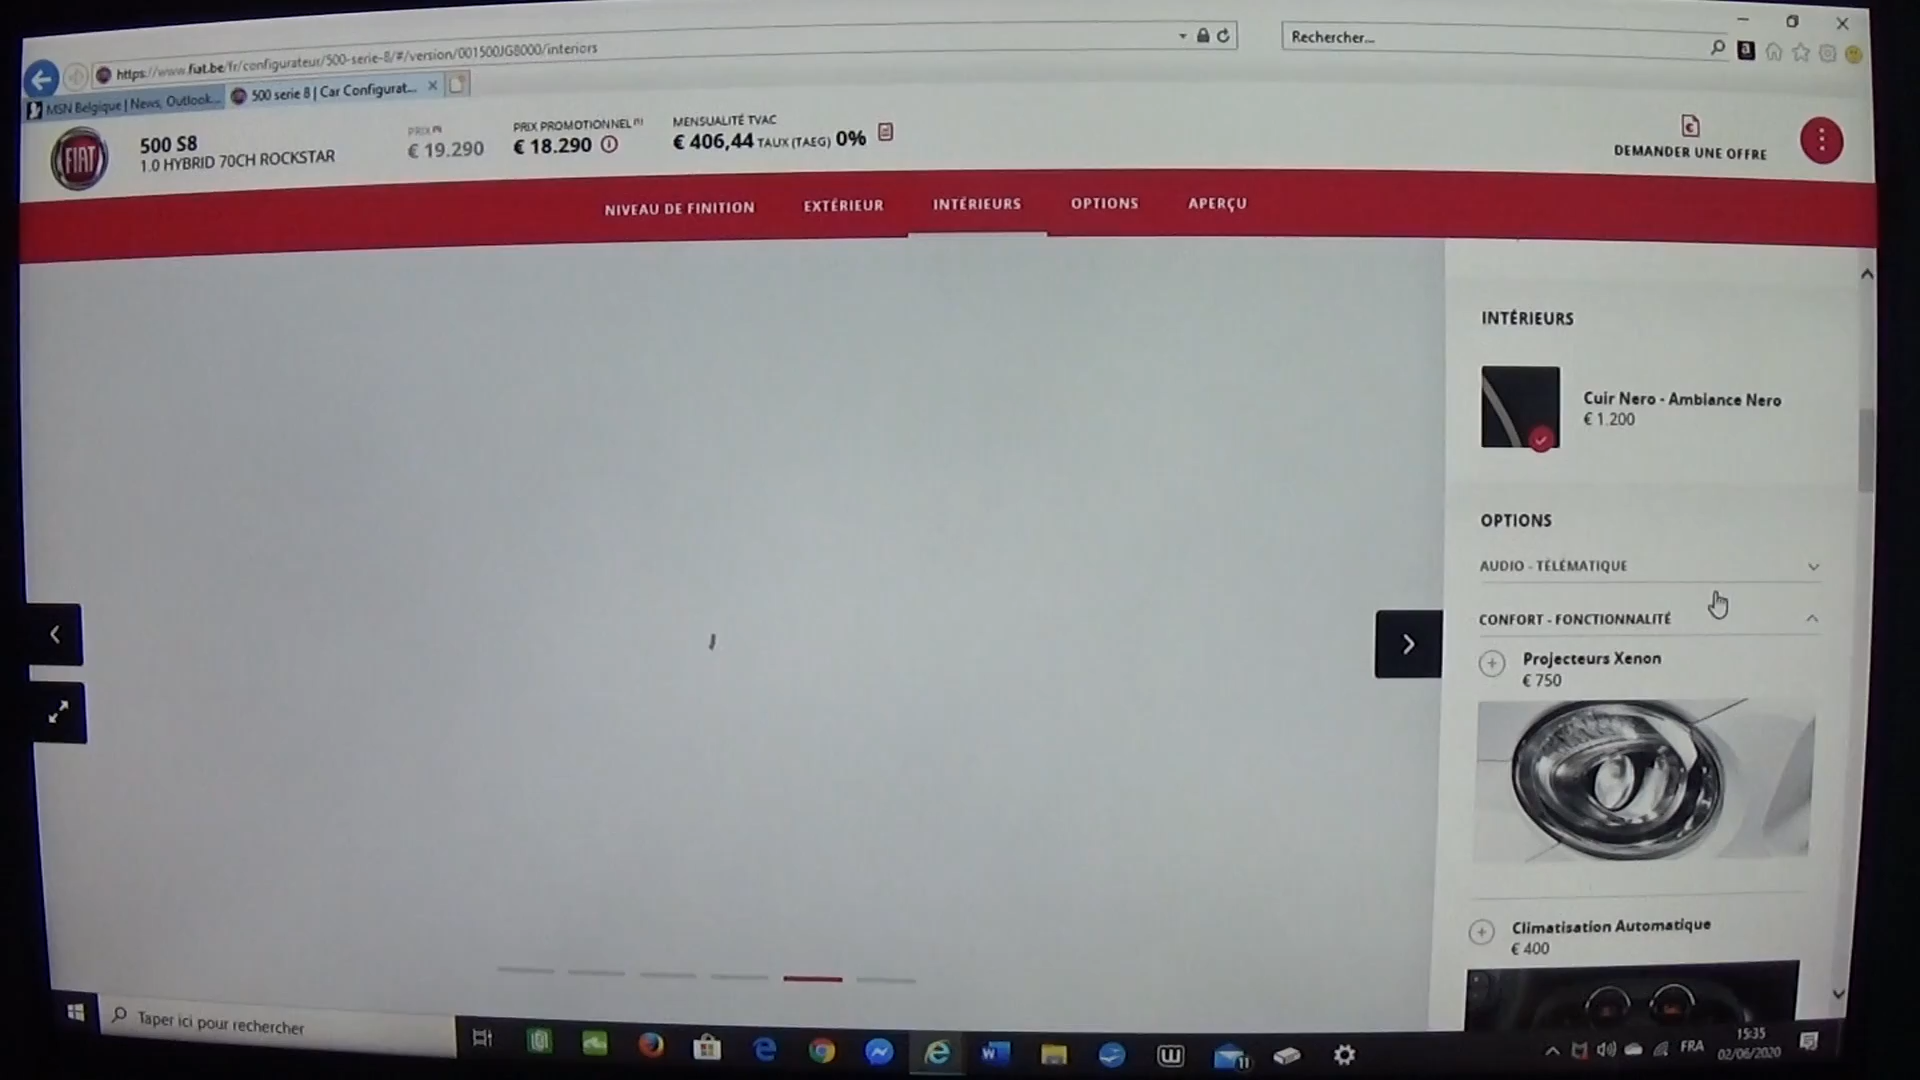 https://www.fiat.be/fr/configurateur/500-serie-8/#/version/001500JG8000/interiors
Rechercher...
MSN Belgique | News, Outlook...
500 serie 8 | Car Configurat...
FIAT
500 S8
1.0 HYBRID 70CH ROCKSTAR
PRIX
€ 19.290
PRIX PROMOTIONNEL
€ 18.290
MENSUALITÉ TVAC
€ 406,44 TAUX (TAEG) 0%
DEMANDER UNE OFFRE
NIVEAU DE FINITION
EXTÉRIEUR
INTÉRIEURS
OPTIONS
APERÇU
INTÉRIEURS
Cuir Nero - Ambiance Nero
€ 1.200
OPTIONS
AUDIO - TÉLÉMATIQUE
CONFORT - FONCTIONNALITÉ
Projecteurs Xenon
€ 750
Climatisation Automatique
€ 400
Taper ici pour rechercher
11
FRA
15:35
02/06/2020